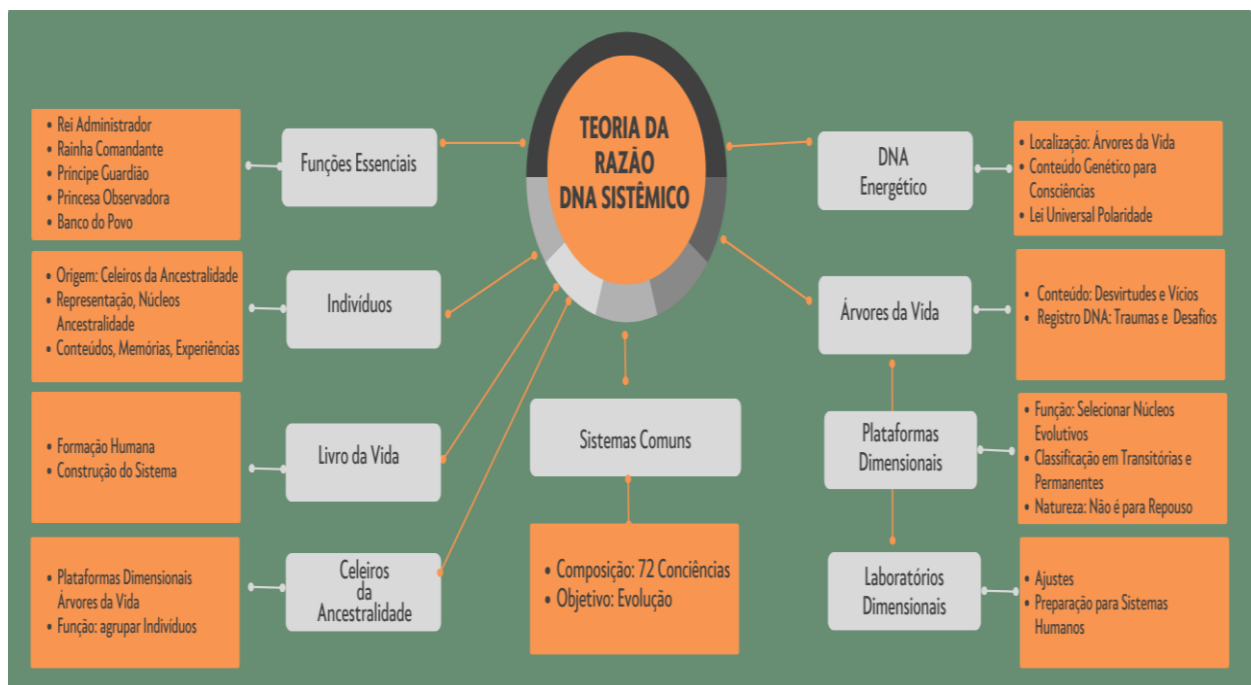 TEORIA DA
RAZÃO
DNA SISTÊMICO
• Rei Administrador
• Rainha Comandante
• Príncipe Guardião
• Princesa Observadora
• Banco do Povo
Funções Essenciais
• Origem: Celeiros da Ancestralidade
• Representação, Núcleos
Ancestralidade
• Conteúdos, Memórias, Experiências
Indivíduos
• Formação Humana
• Construção do Sistema
Livro da Vida
• Plataformas Dimensionais
Árvores da Vida
• Função: agrupar Indivíduos
Celeiros
da
Ancestralidade
Sistemas Comuns
• Composição: 72 Conciências
• Objetivo: Evolução
DNA
Energético
• Localização: Árvores da Vida
• Conteúdo Genético para
Consciências
• Lei Universal Polaridade
Árvores da Vida
• Conteúdo: Desvirtudes e Vícios
• Registro DNA: Traumas e Desafios
Plataformas
Dimensionais
• Função: Selecionar Núcleos
Evolutivos
• Classificação em Transitórias e
Permanentes
• Natureza: Não é para Repouso
Laboratórios
Dimensionais
• Ajustes
• Preparação para Sistemas
Humanos